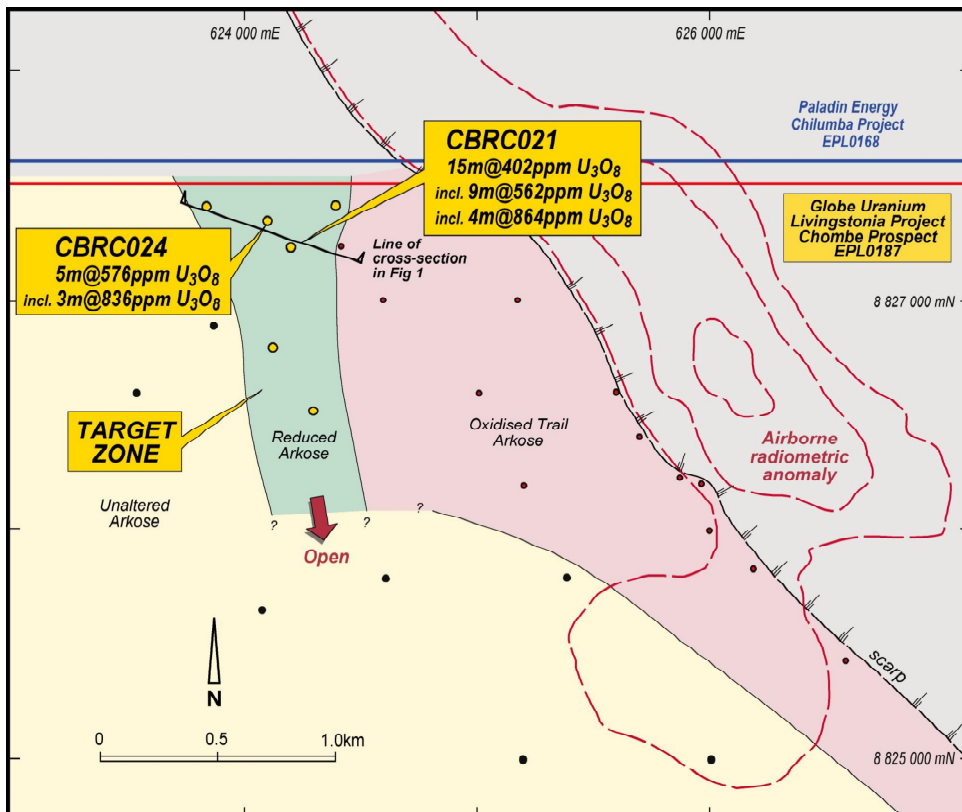 624 000 mE
626 000 mE
Paladin Energy
Chilumba Project
EPL0168
CBRC021
15m@402ppm U₃O₈
incl. 9m@562ppm U₃O₈
incl. 4m@864ppm U₃O₈
Globe Uranium
Livingstonia Project
Chombe Prospect
EPL0187
CBRC024
5m@576ppm U₃O₈
incl. 3m@836ppm U₃O₈
Line of
cross-section
in Fig 1
8 827 000 mN
TARGET
ZONE
Reduced
Arkose
Oxidised Trail
Arkose
Airborne
radiometric
anomaly
Unaltered
Arkose
?
?
?
Open
N
scarp
0
0.5
1.0km
8 825 000 mN